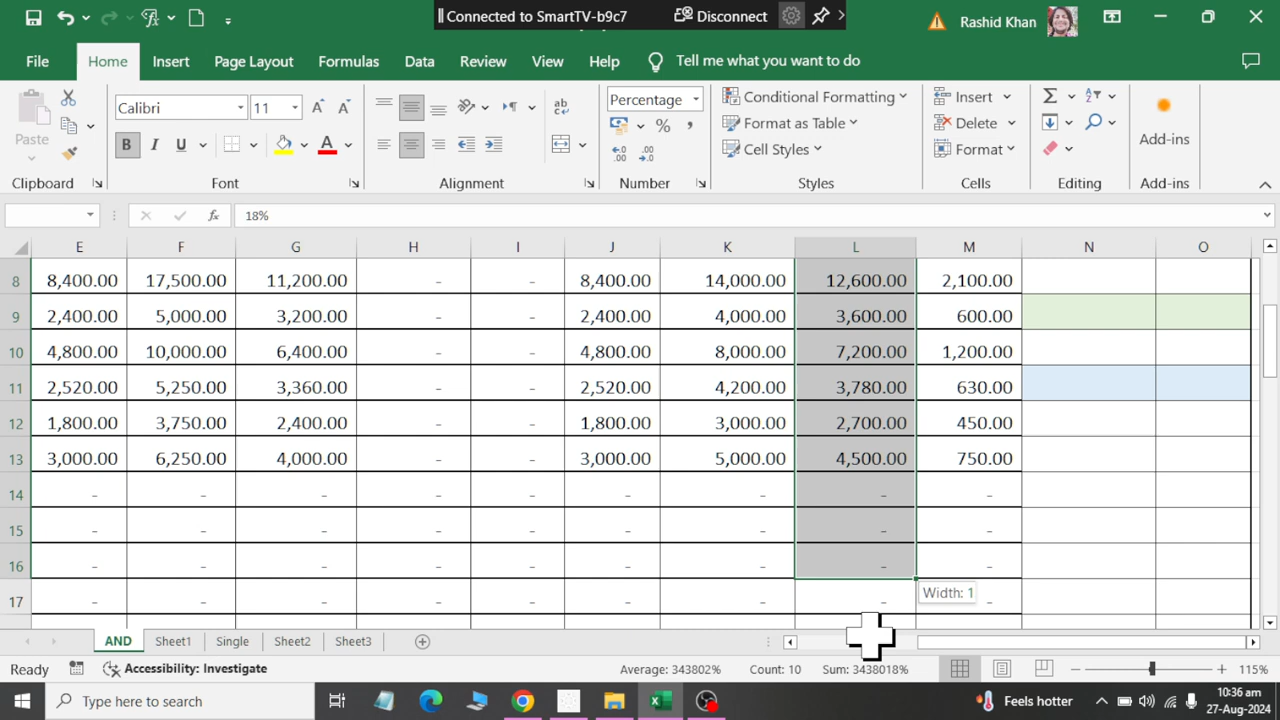 Connected to SmartTV-b9c7 Disconnect
Rashid Khan
File Home Insert Page Layout Formulas Data Review View Help Tell me what you want to do
Paste
Calibri 11
B I U A
ab
Percentage
% ,
Conditional Formatting
Format as Table
Cell Styles
Insert
Delete
Format
Add-ins
Clipboard Font Alignment Number Styles Cells Editing Add-ins
fx 18%
E F G H I J K L M N O
8 8,400.00 17,500.00 11,200.00 - - 8,400.00 14,000.00 12,600.00 2,100.00
9 2,400.00 5,000.00 3,200.00 - - 2,400.00 4,000.00 3,600.00 600.00
10 4,800.00 10,000.00 6,400.00 - - 4,800.00 8,000.00 7,200.00 1,200.00
11 2,520.00 5,250.00 3,360.00 - - 2,520.00 4,200.00 3,780.00 630.00
12 1,800.00 3,750.00 2,400.00 - - 1,800.00 3,000.00 2,700.00 450.00
13 3,000.00 6,250.00 4,000.00 - - 3,000.00 5,000.00 4,500.00 750.00
14 - - - - - - - - -
15 - - - - - - - - -
16 - - - - - - - - -
Width: 1
17 - - - - - - - - -
AND Sheet1 Single Sheet2 Sheet3
Ready Accessibility: Investigate Average: 343802% Count: 10 Sum: 3438018% 115%
Type here to search
Feels hotter
10:36 am
27-Aug-2024